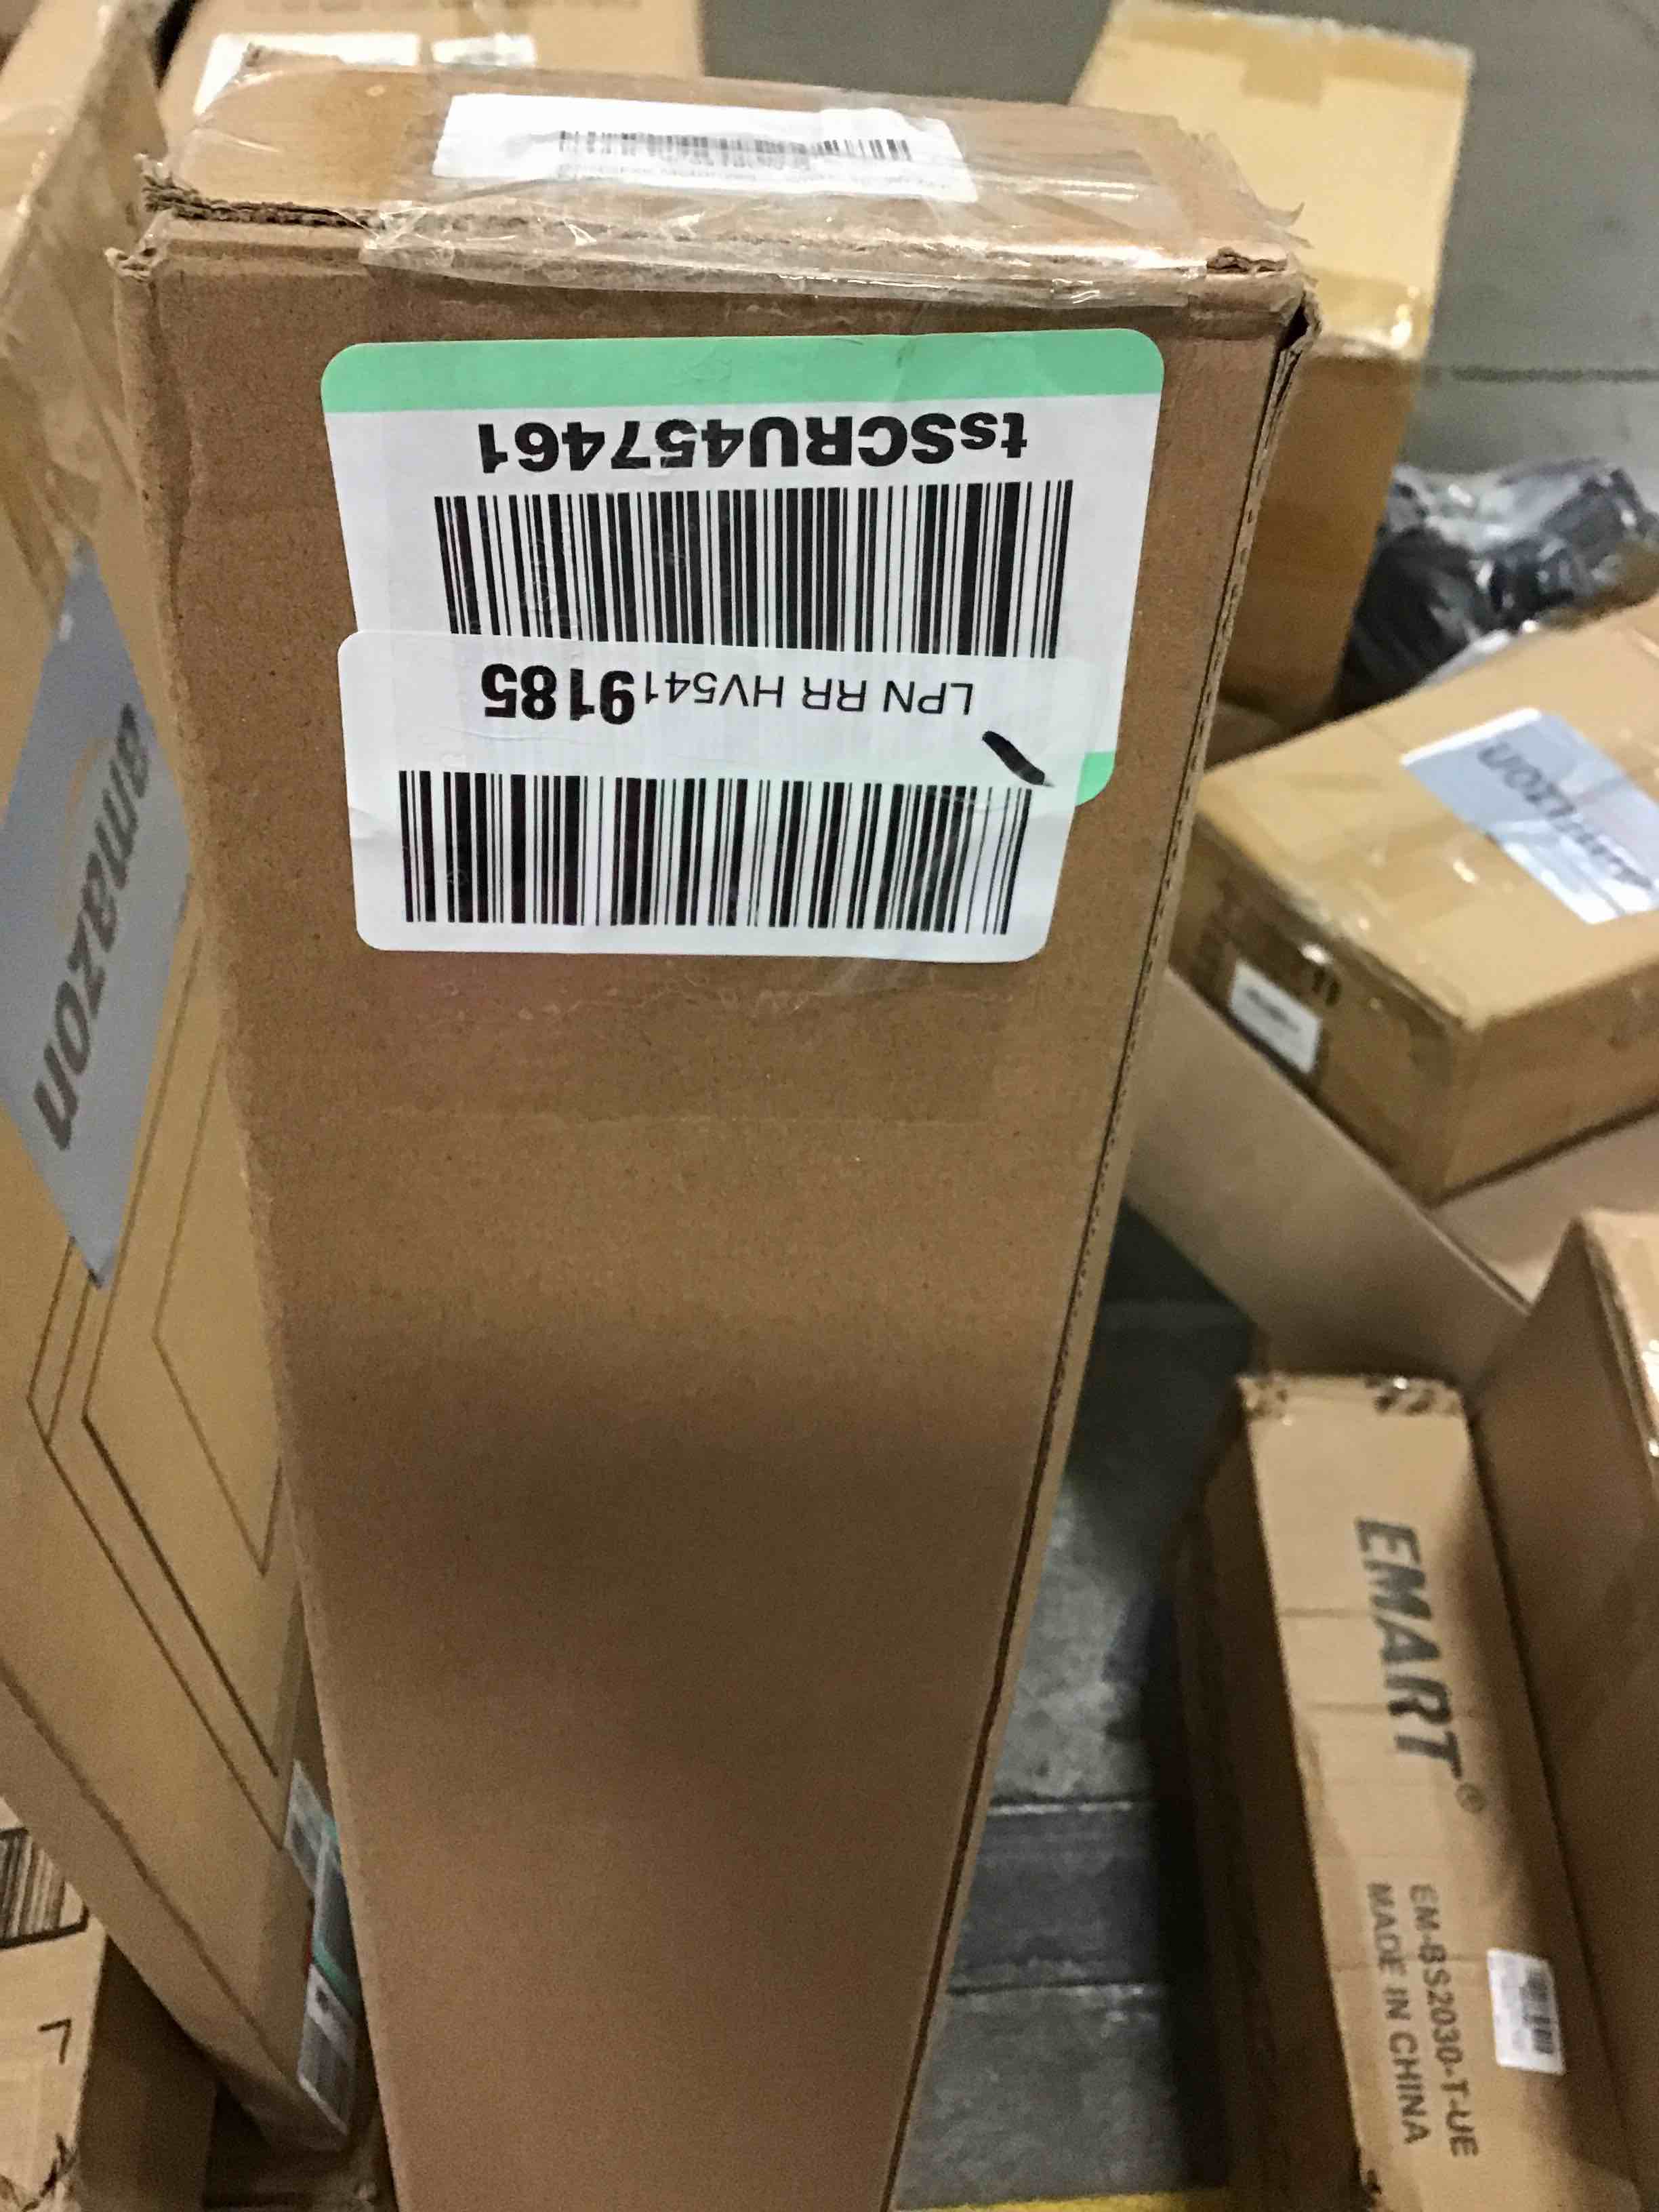 tsSCRU457461
LPN RR HV5419185
amazon
amazon
EMART®
EM-BS2030-T-UE
MADE IN CHINA